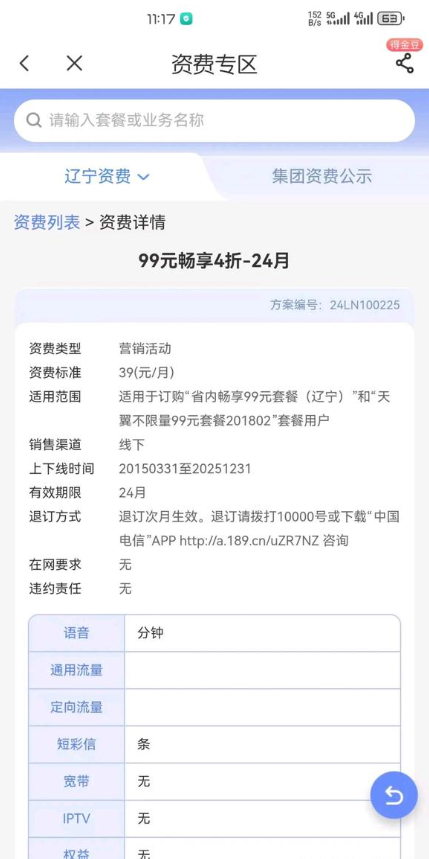 11:17
152 B/s 5G 4G 63
得金豆
资费专区
请输入套餐或业务名称
辽宁资费 集团资费公示
资费列表 > 资费详情
99元畅享4折-24月
方案编号：24LN100225
资费类型 营销活动
资费标准 39(元/月)
适用范围 适用于订购“省内畅享99元套餐（辽宁）”和“天
翼不限量99元套餐201802”套餐用户
销售渠道 线下
上下线时间 20150331至20251231
有效期限 24月
退订方式 退订次月生效。退订请拨打10000号或下载“中国
电信”APP http://a.189.cn/uZR7NZ 咨询
在网要求 无
违约责任 无
语音 分钟
通用流量
定向流量
短彩信 条
宽带 无
IPTV 无
权益 无